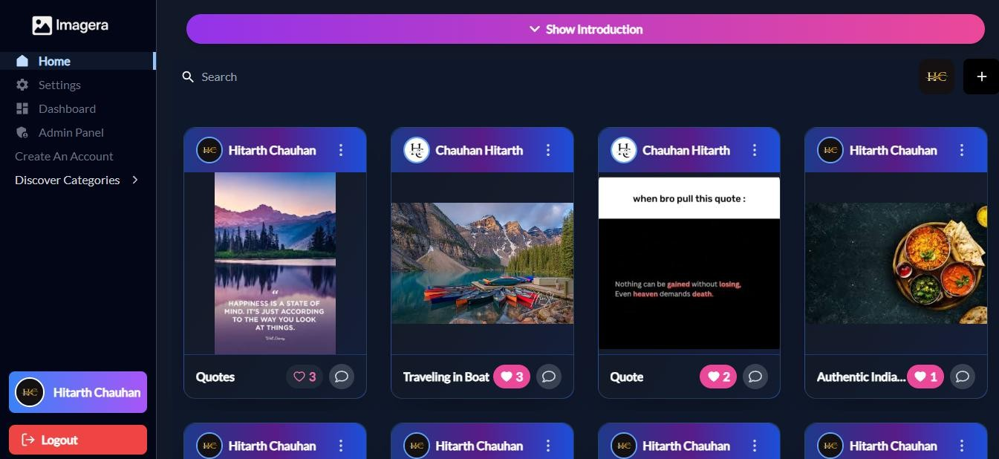 Imagera
Show Introduction
Home
Settings
Dashboard
Admin Panel
Create An Account
Discover Categories
Search
HC
+
HC Hitarth Chauhan
Chauhan Hitarth
Chauhan Hitarth
HC Hitarth Chauhan
“
HAPPINESS IS A STATE OF
MIND. IT'S JUST ACCORDING
TO THE WAY YOU LOOK
AT THINGS.
Walt Disney
when bro pull this quote :
Nothing can be gained without losing,
Even heaven demands death.
Quotes 3
Traveling in Boat 3
Quote 2
Authentic India... 1
HC Hitarth Chauhan
HC Hitarth Chauhan
HC Hitarth Chauhan
HC Hitarth Chauhan
HC Hitarth Chauhan
Logout